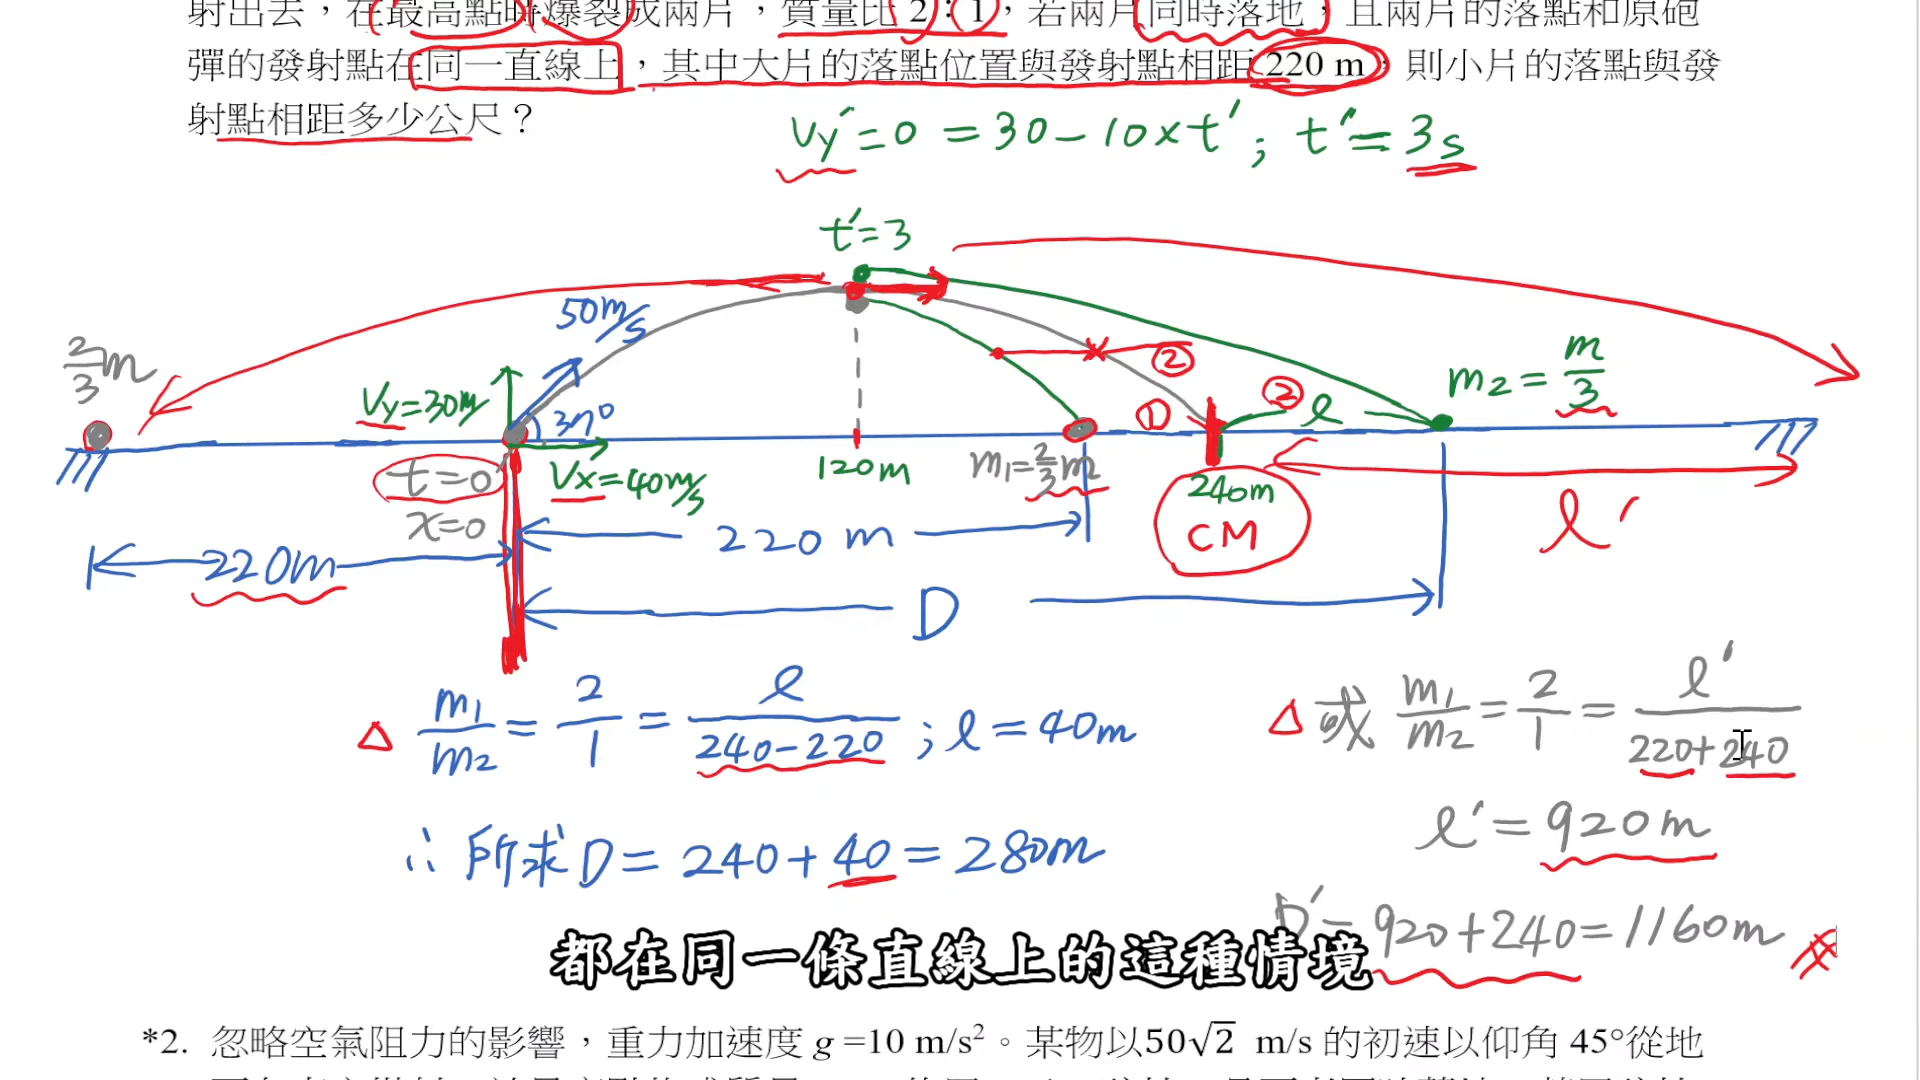 射出去，在最高點時爆裂成兩片，質量比 2：1，若兩片同時落地，且兩片的落點和原砲
彈的發射點在同一直線上，其中大片的落點位置與發射點相距 220 m，則小片的落點與發
射點相距多少公尺？
Vy'=0 = 30-10×t' ; t'=3s
t'=3
50m/s
2/3 m
Vy=30m/s
37°
②
②
①
l
m2 = m/3
t=0
Vx=40m/s
120m
m1=2/3m
240m
x=0
CM
l'
220m
220 m
D
△ m1/m2 = 2/1 = l/(240-220) ; l = 40m
△ 或 m1/m2 = 2/1 = l'/(220+240)
l' = 920m
∴ 所求 D = 240+40 = 280m
D' = 920+240 = 1160m
都在同一條直線上的這種情境
*2. 忽略空氣阻力的影響，重力加速度 g =10 m/s²。某物以50√2 m/s 的初速以仰角 45°從地